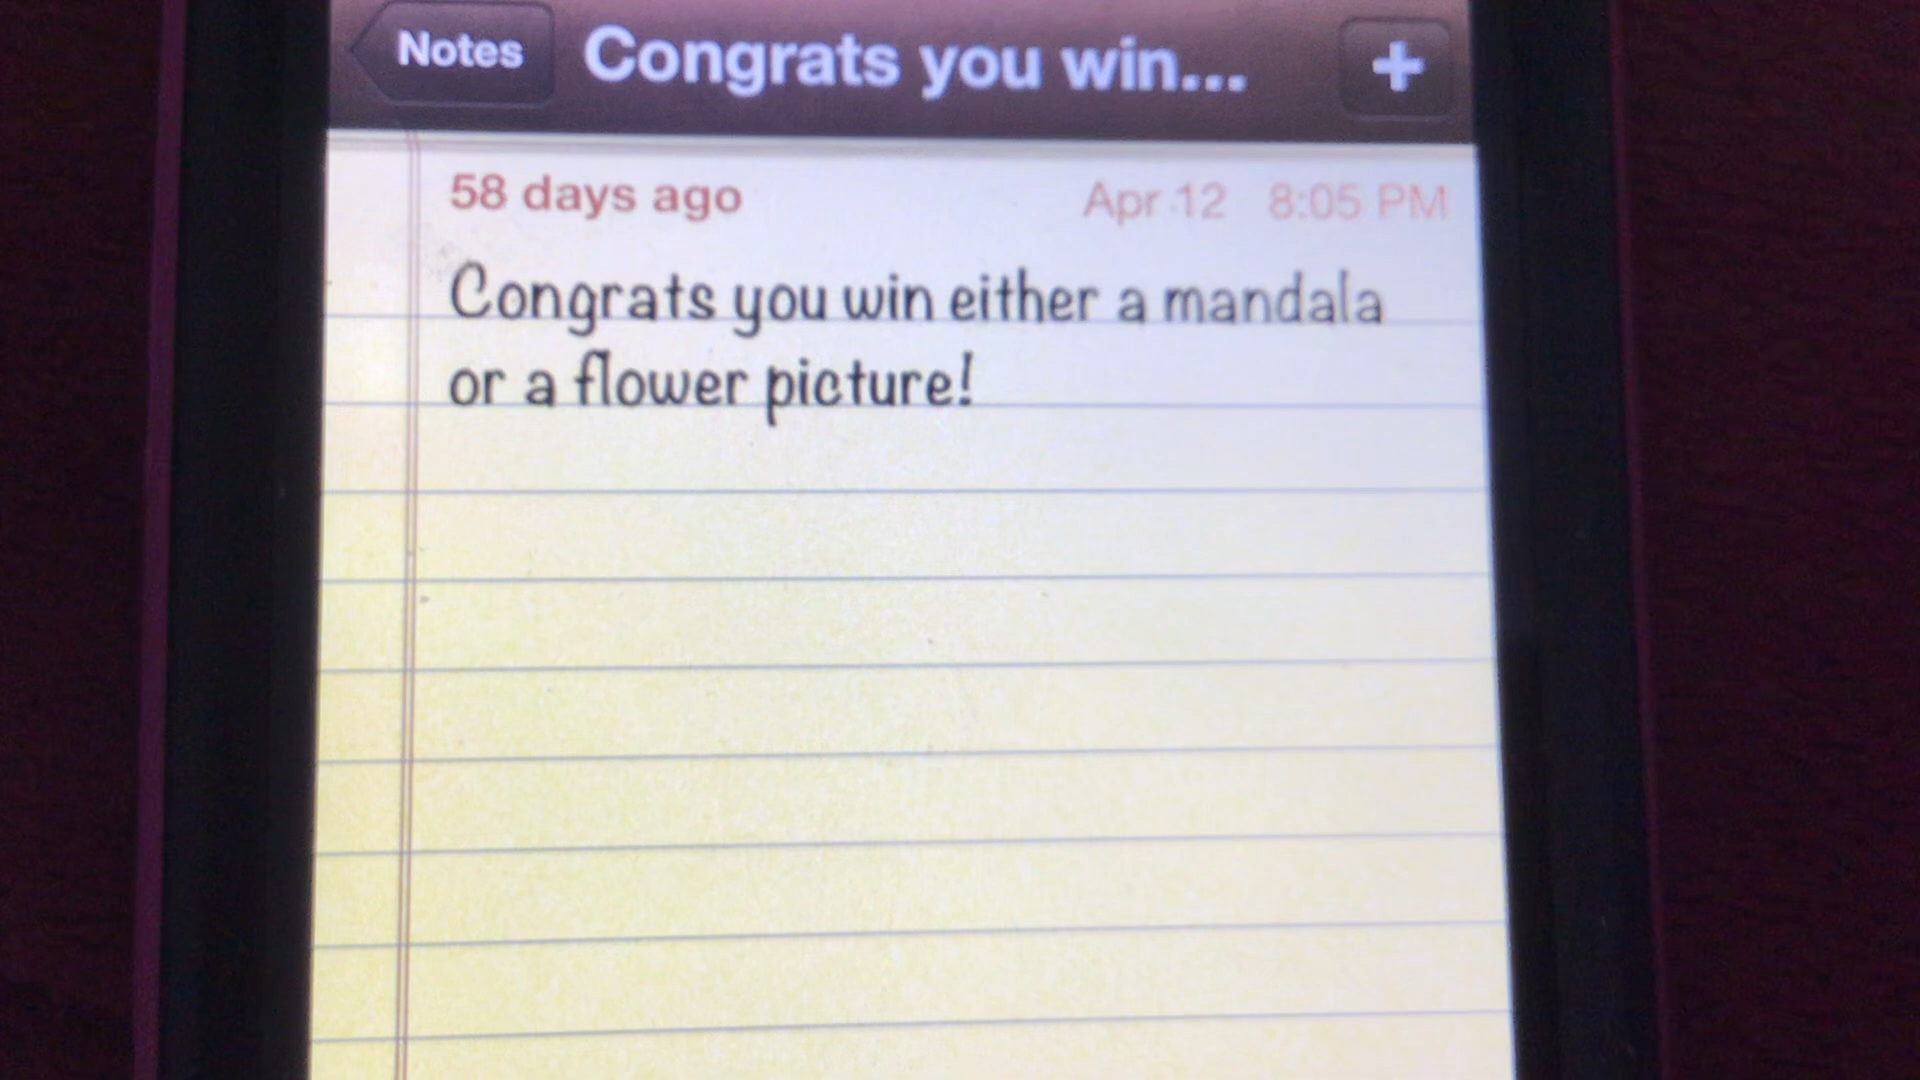 Notes Congrats you win... +
58 days ago Apr 12 8:05 PM
Congrats you win either a mandala
or a flower picture!